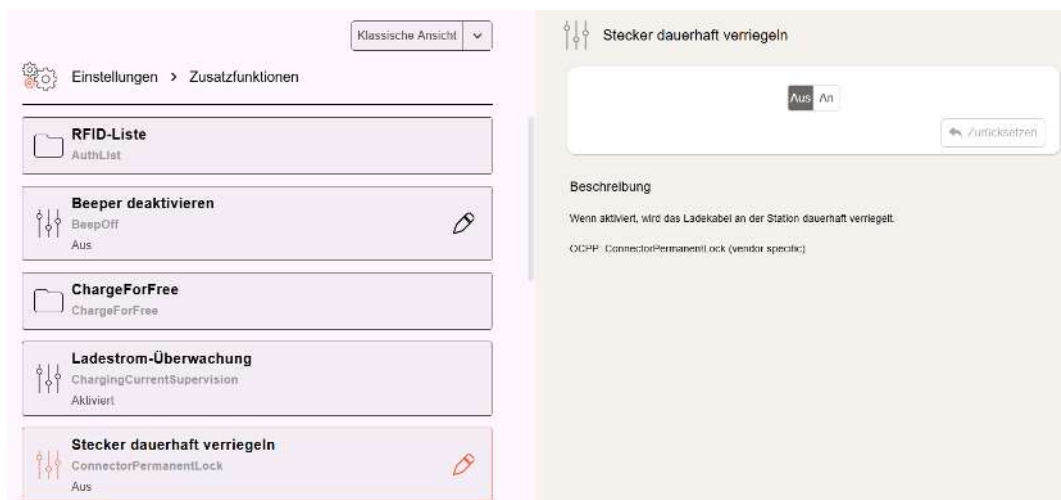 Klassische Ansicht
Einstellungen > Zusatzfunktionen
RFID-Liste
AuthList
Beeper deaktivieren
BeepOff
Aus
ChargeForFree
ChargeForFree
Ladestrom-Überwachung
ChargingCurrentSupervision
Aktiviert
Stecker dauerhaft verriegeln
ConnectorPermanentLock
Aus
Stecker dauerhaft verriegeln
Aus An
Zurücksetzen
Beschreibung
Wenn aktiviert, wird das Ladekabel an der Station dauerhaft verriegelt.
OCPP: ConnectorPermanentLock (vendor specific)